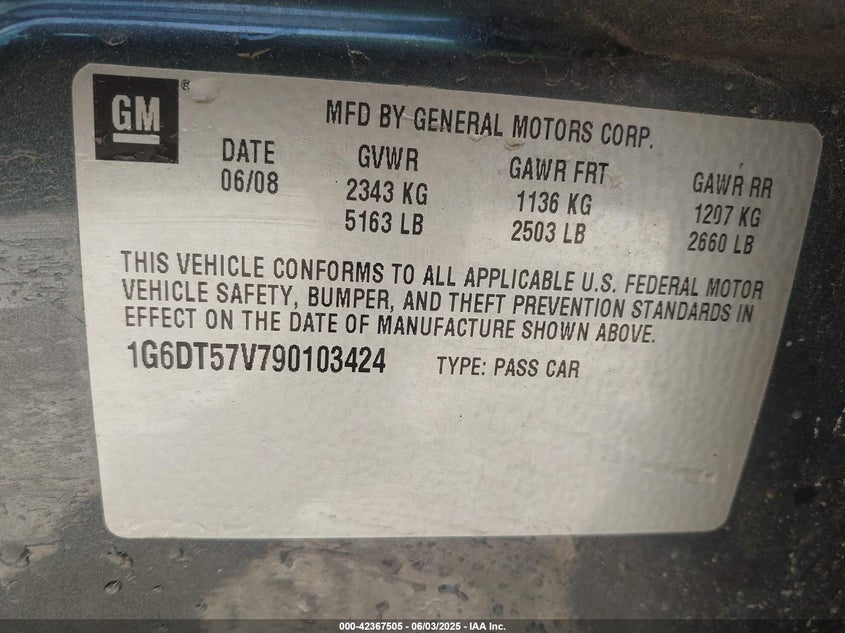 GM®
MFD BY GENERAL MOTORS CORP.
DATE GVWR GAWR FRT GAWR RR
06/08 2343 KG 1136 KG 1207 KG
5163 LB 2503 LB 2660 LB
THIS VEHICLE CONFORMS TO ALL APPLICABLE U.S. FEDERAL MOTOR
VEHICLE SAFETY, BUMPER, AND THEFT PREVENTION STANDARDS IN
EFFECT ON THE DATE OF MANUFACTURE SHOWN ABOVE.
1G6DT57V790103424 TYPE: PASS CAR
000-42367505 - 06/03/2025 - IAA Inc.